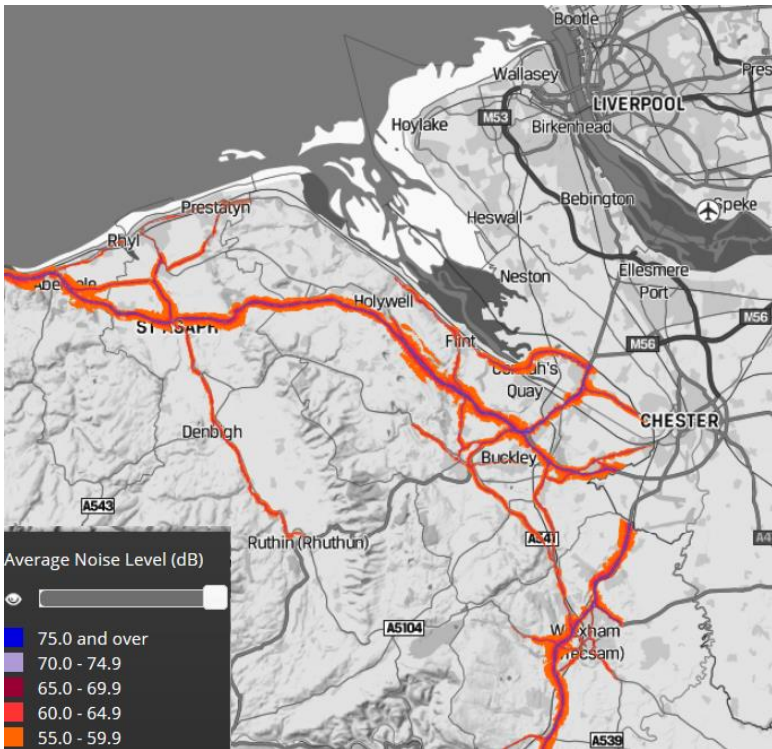 Bootle
Wallasey
Pres
LIVERPOOL
M53
Hoylake
Birkenhead
Bebington
Speke
Prestatyn
Heswall
Rhyl
Neston
Ellesmere
Port
Holywell
M56
M56
ST ASAPH
Flint
Quay
CHESTER
Denbigh
Buckley
A543
A541
Ruthin (Rhuthun)
A5104
A539
Average Noise Level (dB)
75.0 and over
70.0 - 74.9
65.0 - 69.9
60.0 - 64.9
55.0 - 59.9